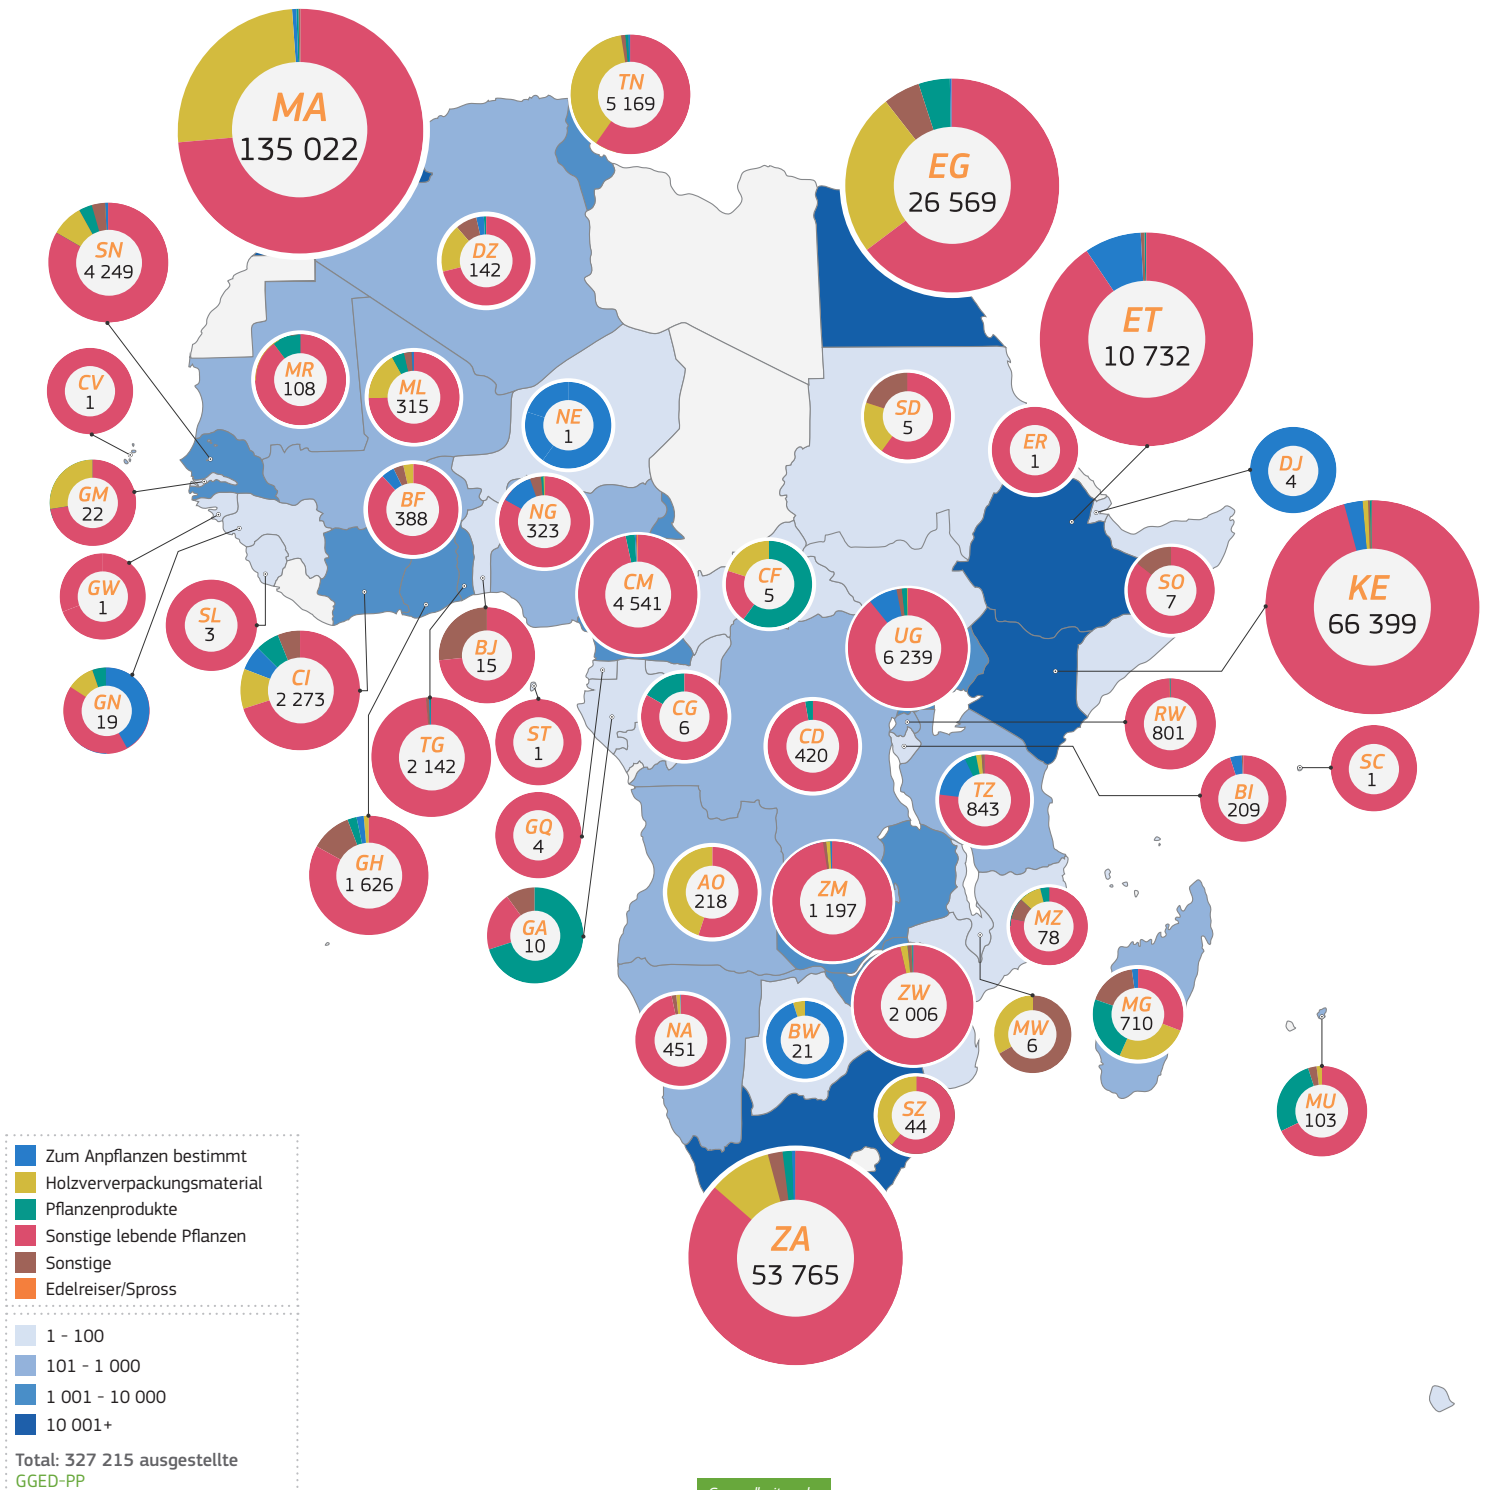 MA
135 022
TN
5 169
EG
26 569
SN
4 249
DZ
142
ET
10 732
CV
1
MR
108
ML
315
NE
1
SD
5
ER
1
DJ
4
GM
22
BF
388
NG
323
CM
4 541
CF
5
SO
7
KE
66 399
GW
1
SL
3
UG
6 239
BJ
15
CI
2 273
GN
19
CG
6
RW
801
TG
2 142
ST
1
CD
420
SC
1
TZ
843
BI
209
GQ
4
GH
1 626
AO
218
ZM
1 197
GA
10
MZ
78
NA
451
BW
21
ZW
2 006
MW
6
MG
710
SZ
44
MU
103
ZA
53 765
Zum Anpflanzen bestimmt
Holzververpackungsmaterial
Pflanzenprodukte
Sonstige lebende Pflanzen
Sonstige
Edelreiser/Spross
1 - 100
101 - 1 000
1 001 - 10 000
10 001+
Total: 327 215 ausgestellte
GGED-PP